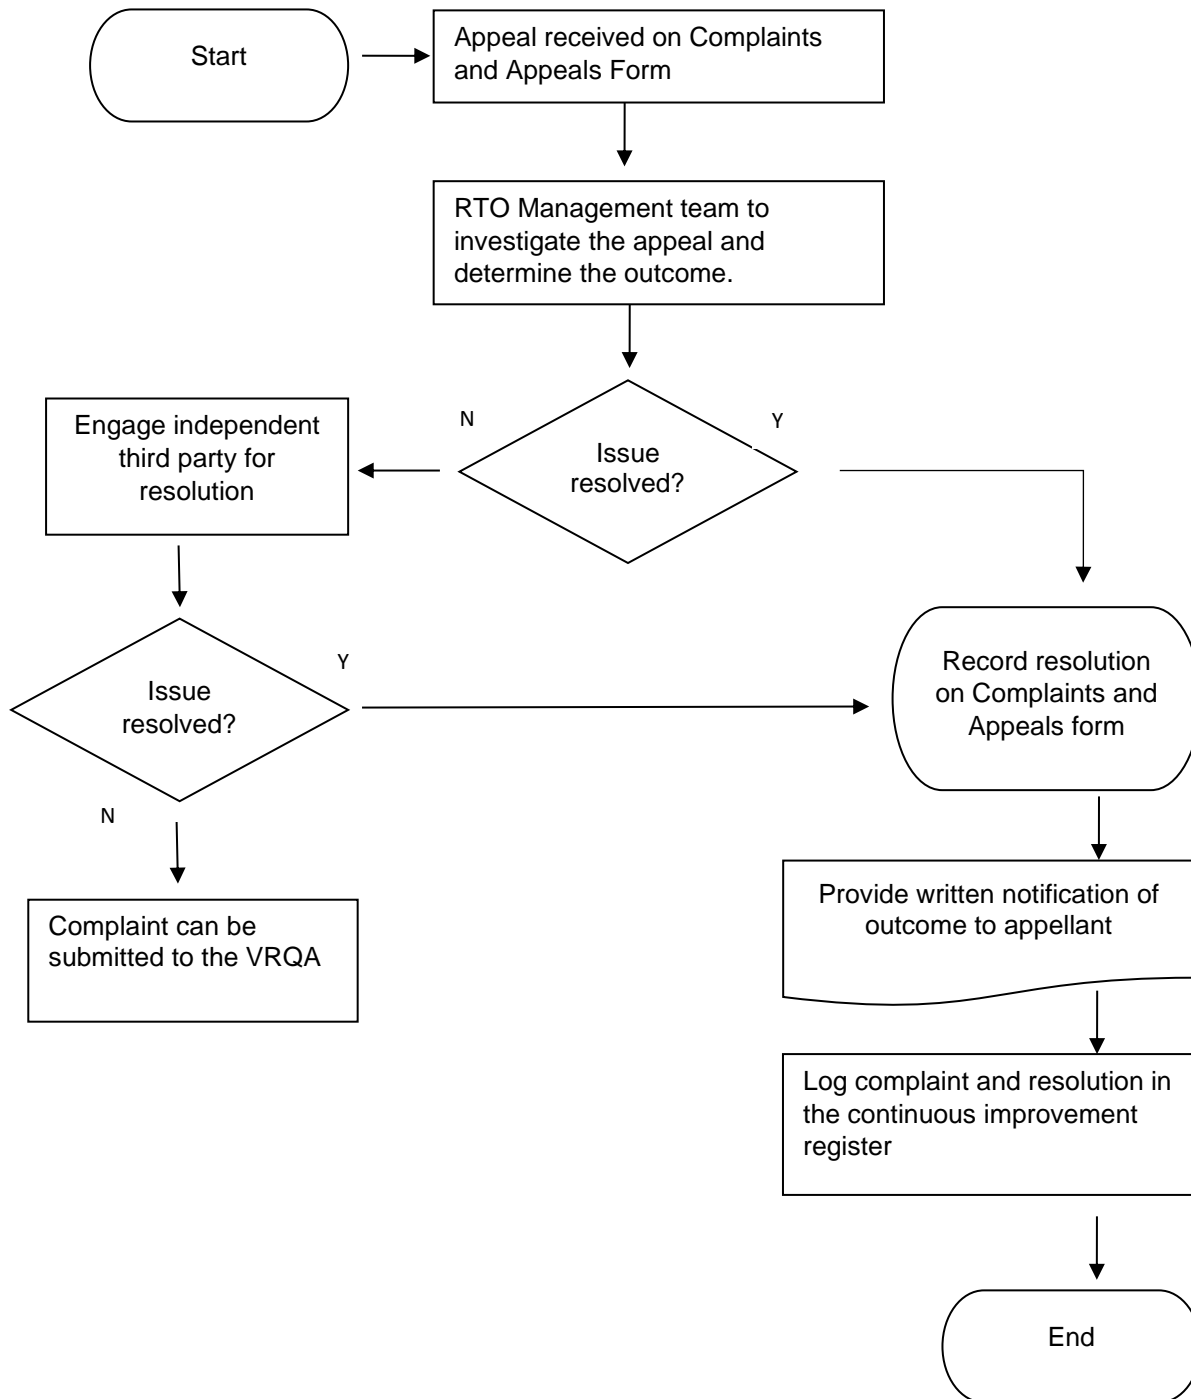 Start
Appeal received on Complaints
and Appeals Form
RTO Management team to
investigate the appeal and
determine the outcome.
N
Y
Engage independent
third party for
resolution
Issue
resolved?
Y
Issue
resolved?
N
Record resolution
on Complaints and
Appeals form
Complaint can be
submitted to the VRQA
Provide written notification of
outcome to appellant
Log complaint and resolution in
the continuous improvement
register
End